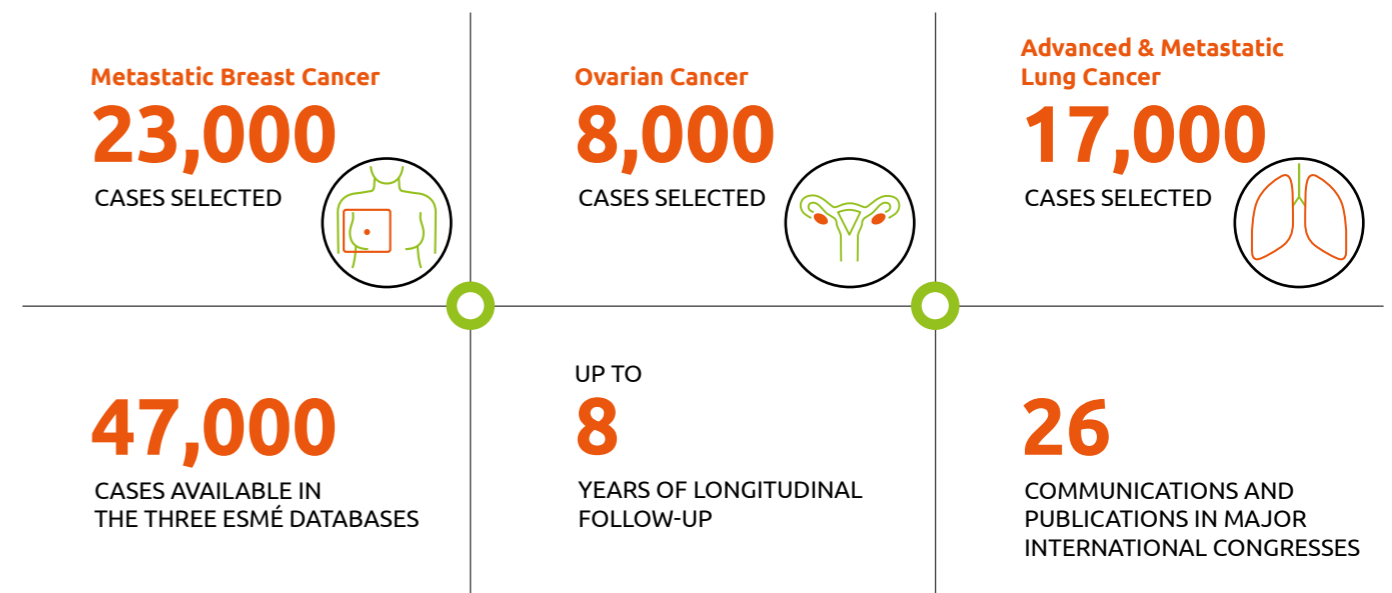 Metastatic Breast Cancer
23,000
CASES SELECTED
Ovarian Cancer
8,000
CASES SELECTED
Advanced & Metastatic
Lung Cancer
17,000
CASES SELECTED
47,000
CASES AVAILABLE IN
THE THREE ESMÉ DATABASES
UP TO
8
YEARS OF LONGITUDINAL
FOLLOW-UP
26
COMMUNICATIONS AND
PUBLICATIONS IN MAJOR
INTERNATIONAL CONGRESSES